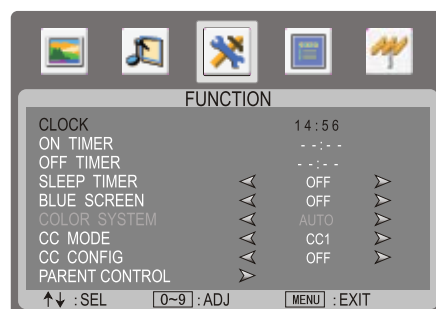 FUNCTION
CLOCK 14:56
ON TIMER --:--
OFF TIMER --:--
SLEEP TIMER OFF
BLUE SCREEN OFF
COLOR SYSTEM AUTO
CC MODE CC1
CC CONFIG OFF
PARENT CONTROL
:SEL 0~9 :ADJ MENU :EXIT